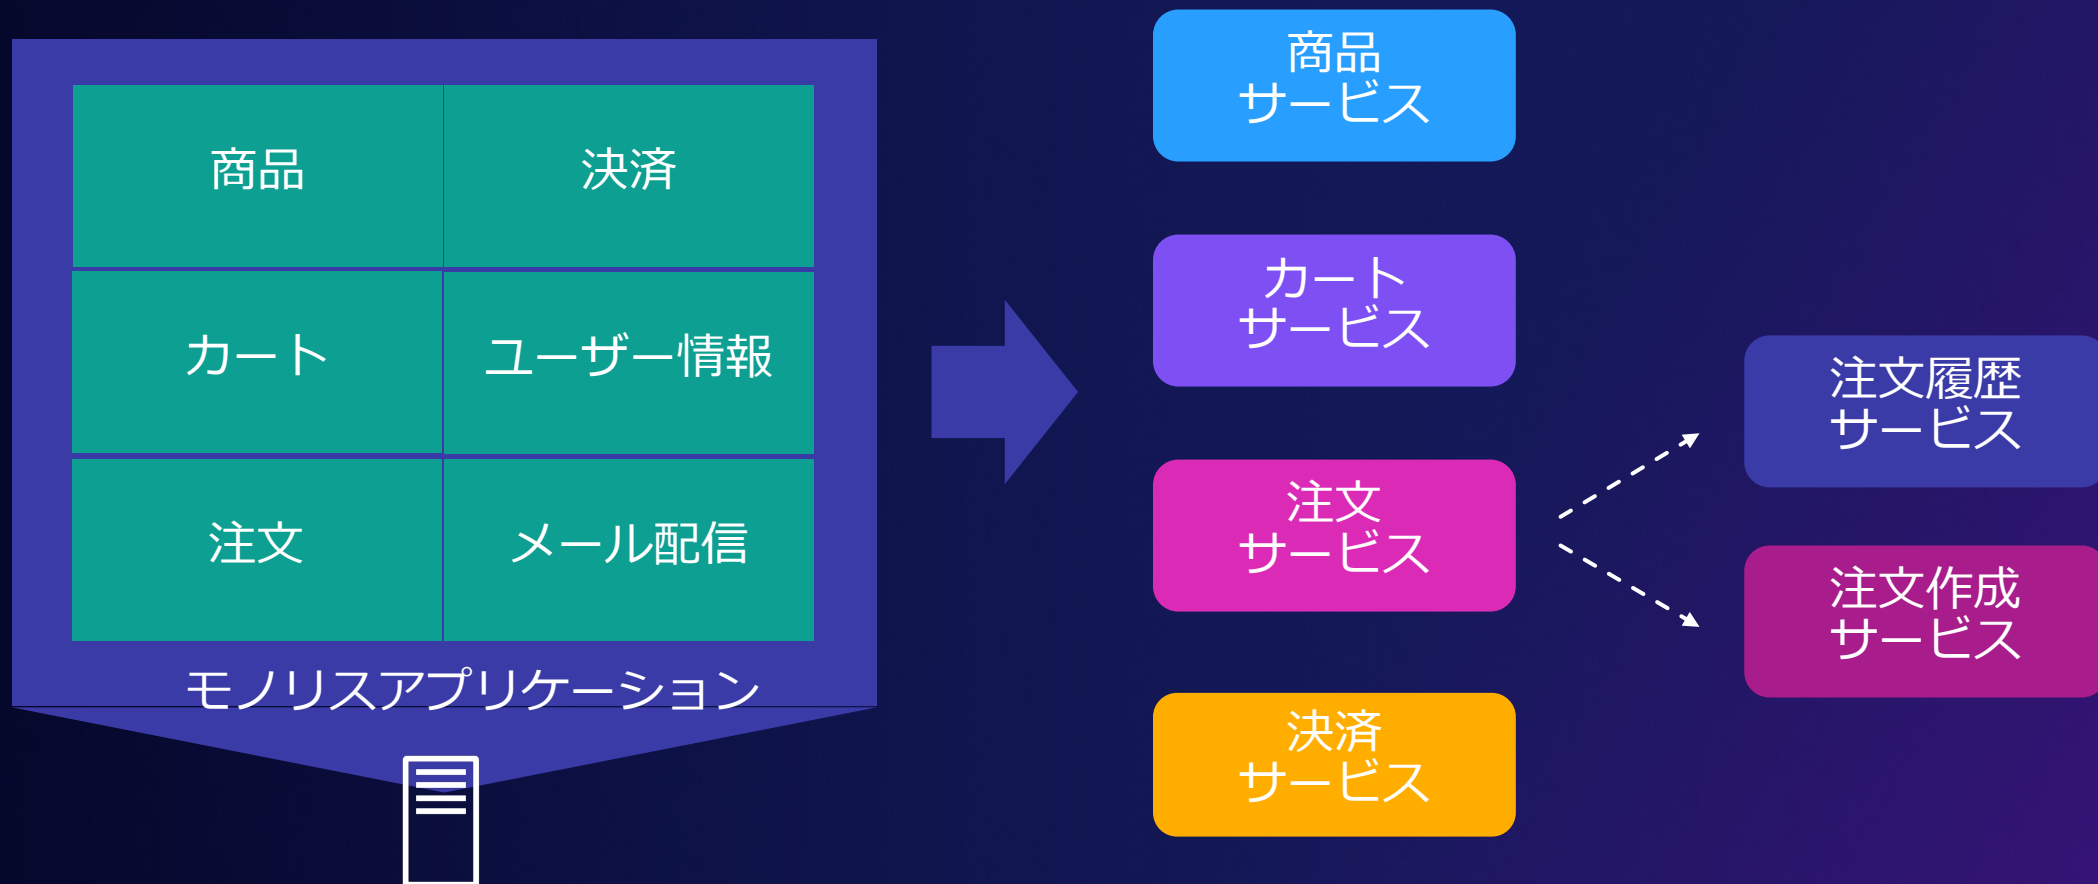 商品
決済
カート
ユーザー情報
注文
メール配信
モノリスアプリケーション
商品
サービス
カート
サービス
注文
サービス
決済
サービス
注文履歴
サービス
注文作成
サービス